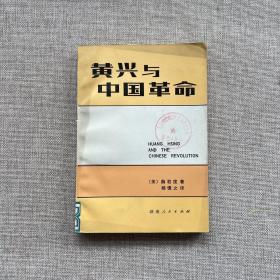 黄兴与
中国革命
HUANG HSING
AND THE
CHINESE REVOLUTION
〔美〕薛君度 著
杨慎之 译
湖南人民出版社